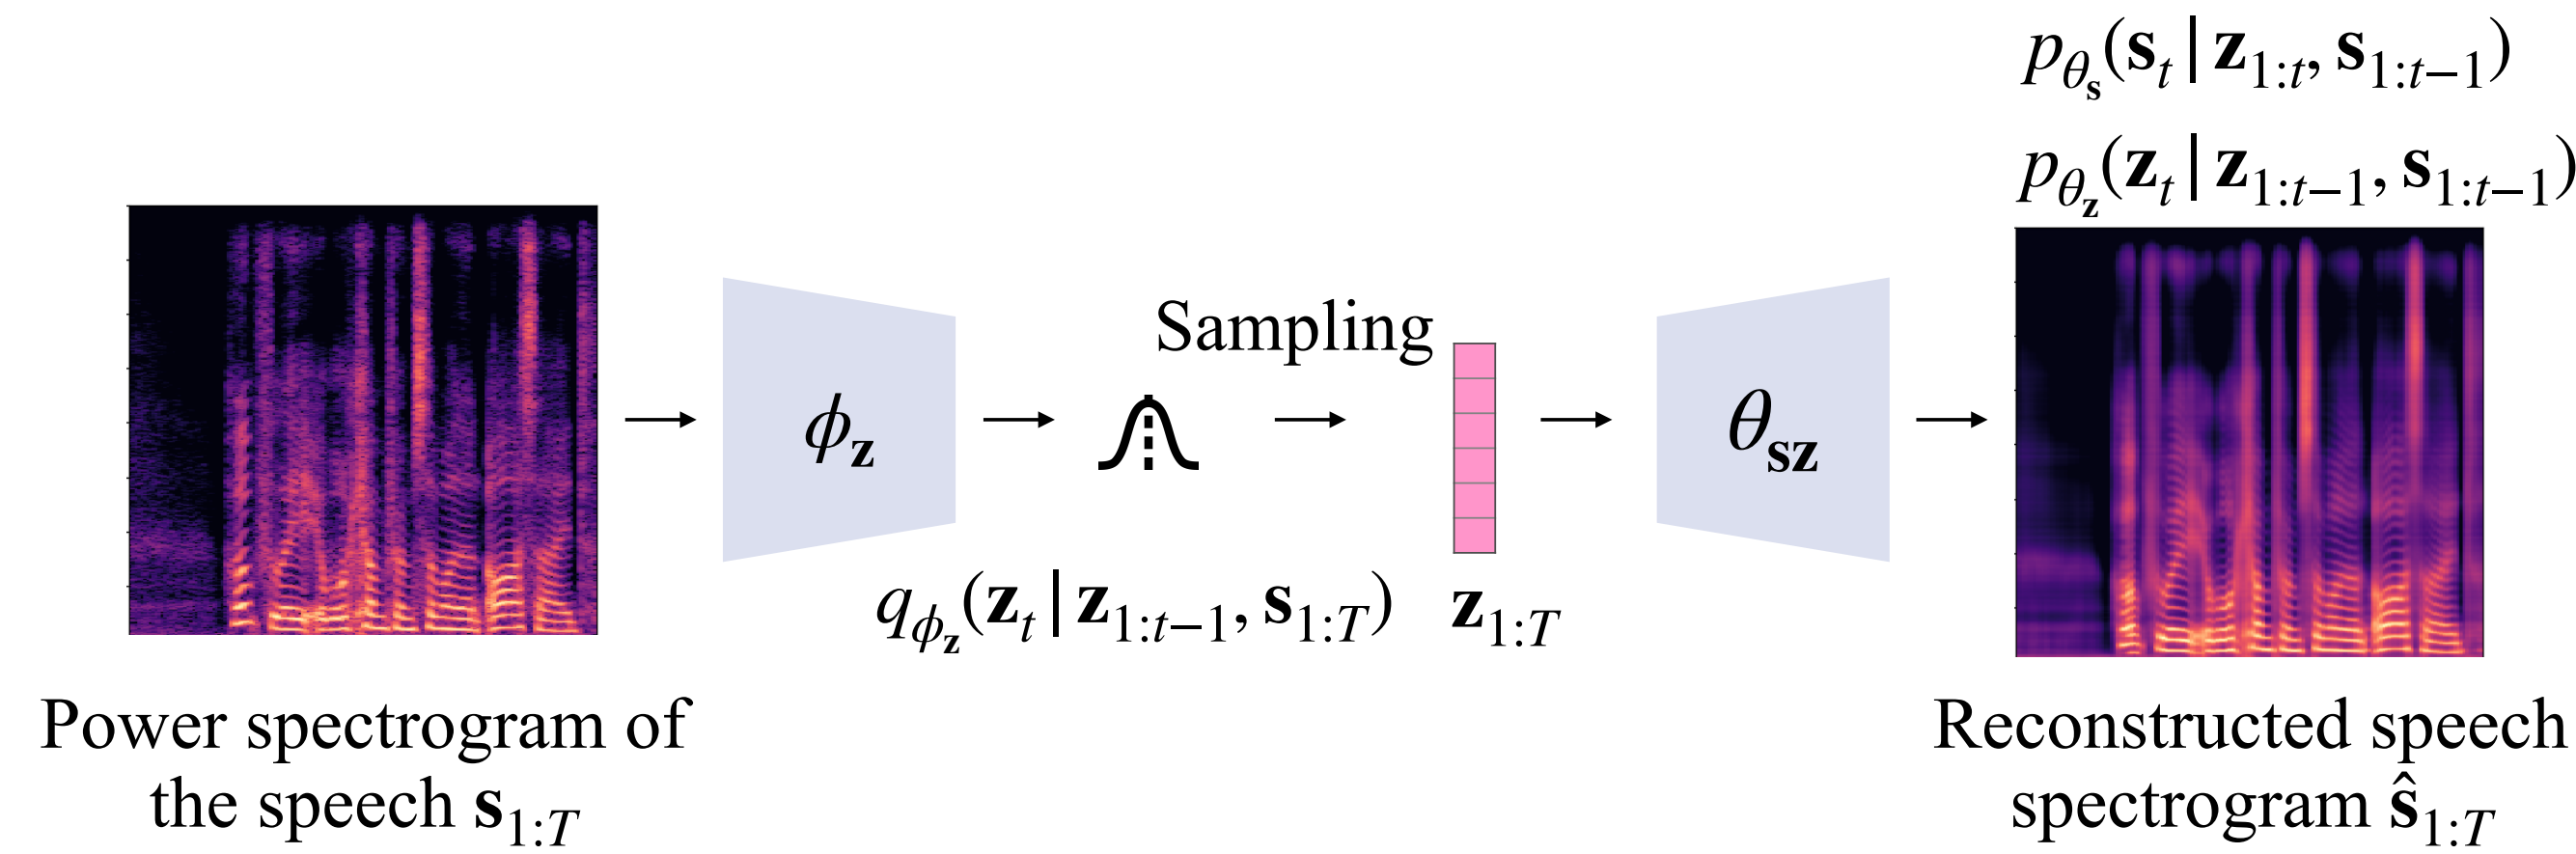 p_{θ_s}(s_t | z_{1:t}, s_{1:t−1})
p_{θ_z}(z_t | z_{1:t−1}, s_{1:t−1})
Sampling
ϕ_z
θ_{sz}
q_{ϕ_z}(z_t | z_{1:t−1}, s_{1:T})
z_{1:T}
Power spectrogram of
the speech s_{1:T}
Reconstructed speech
spectrogram ŝ_{1:T}